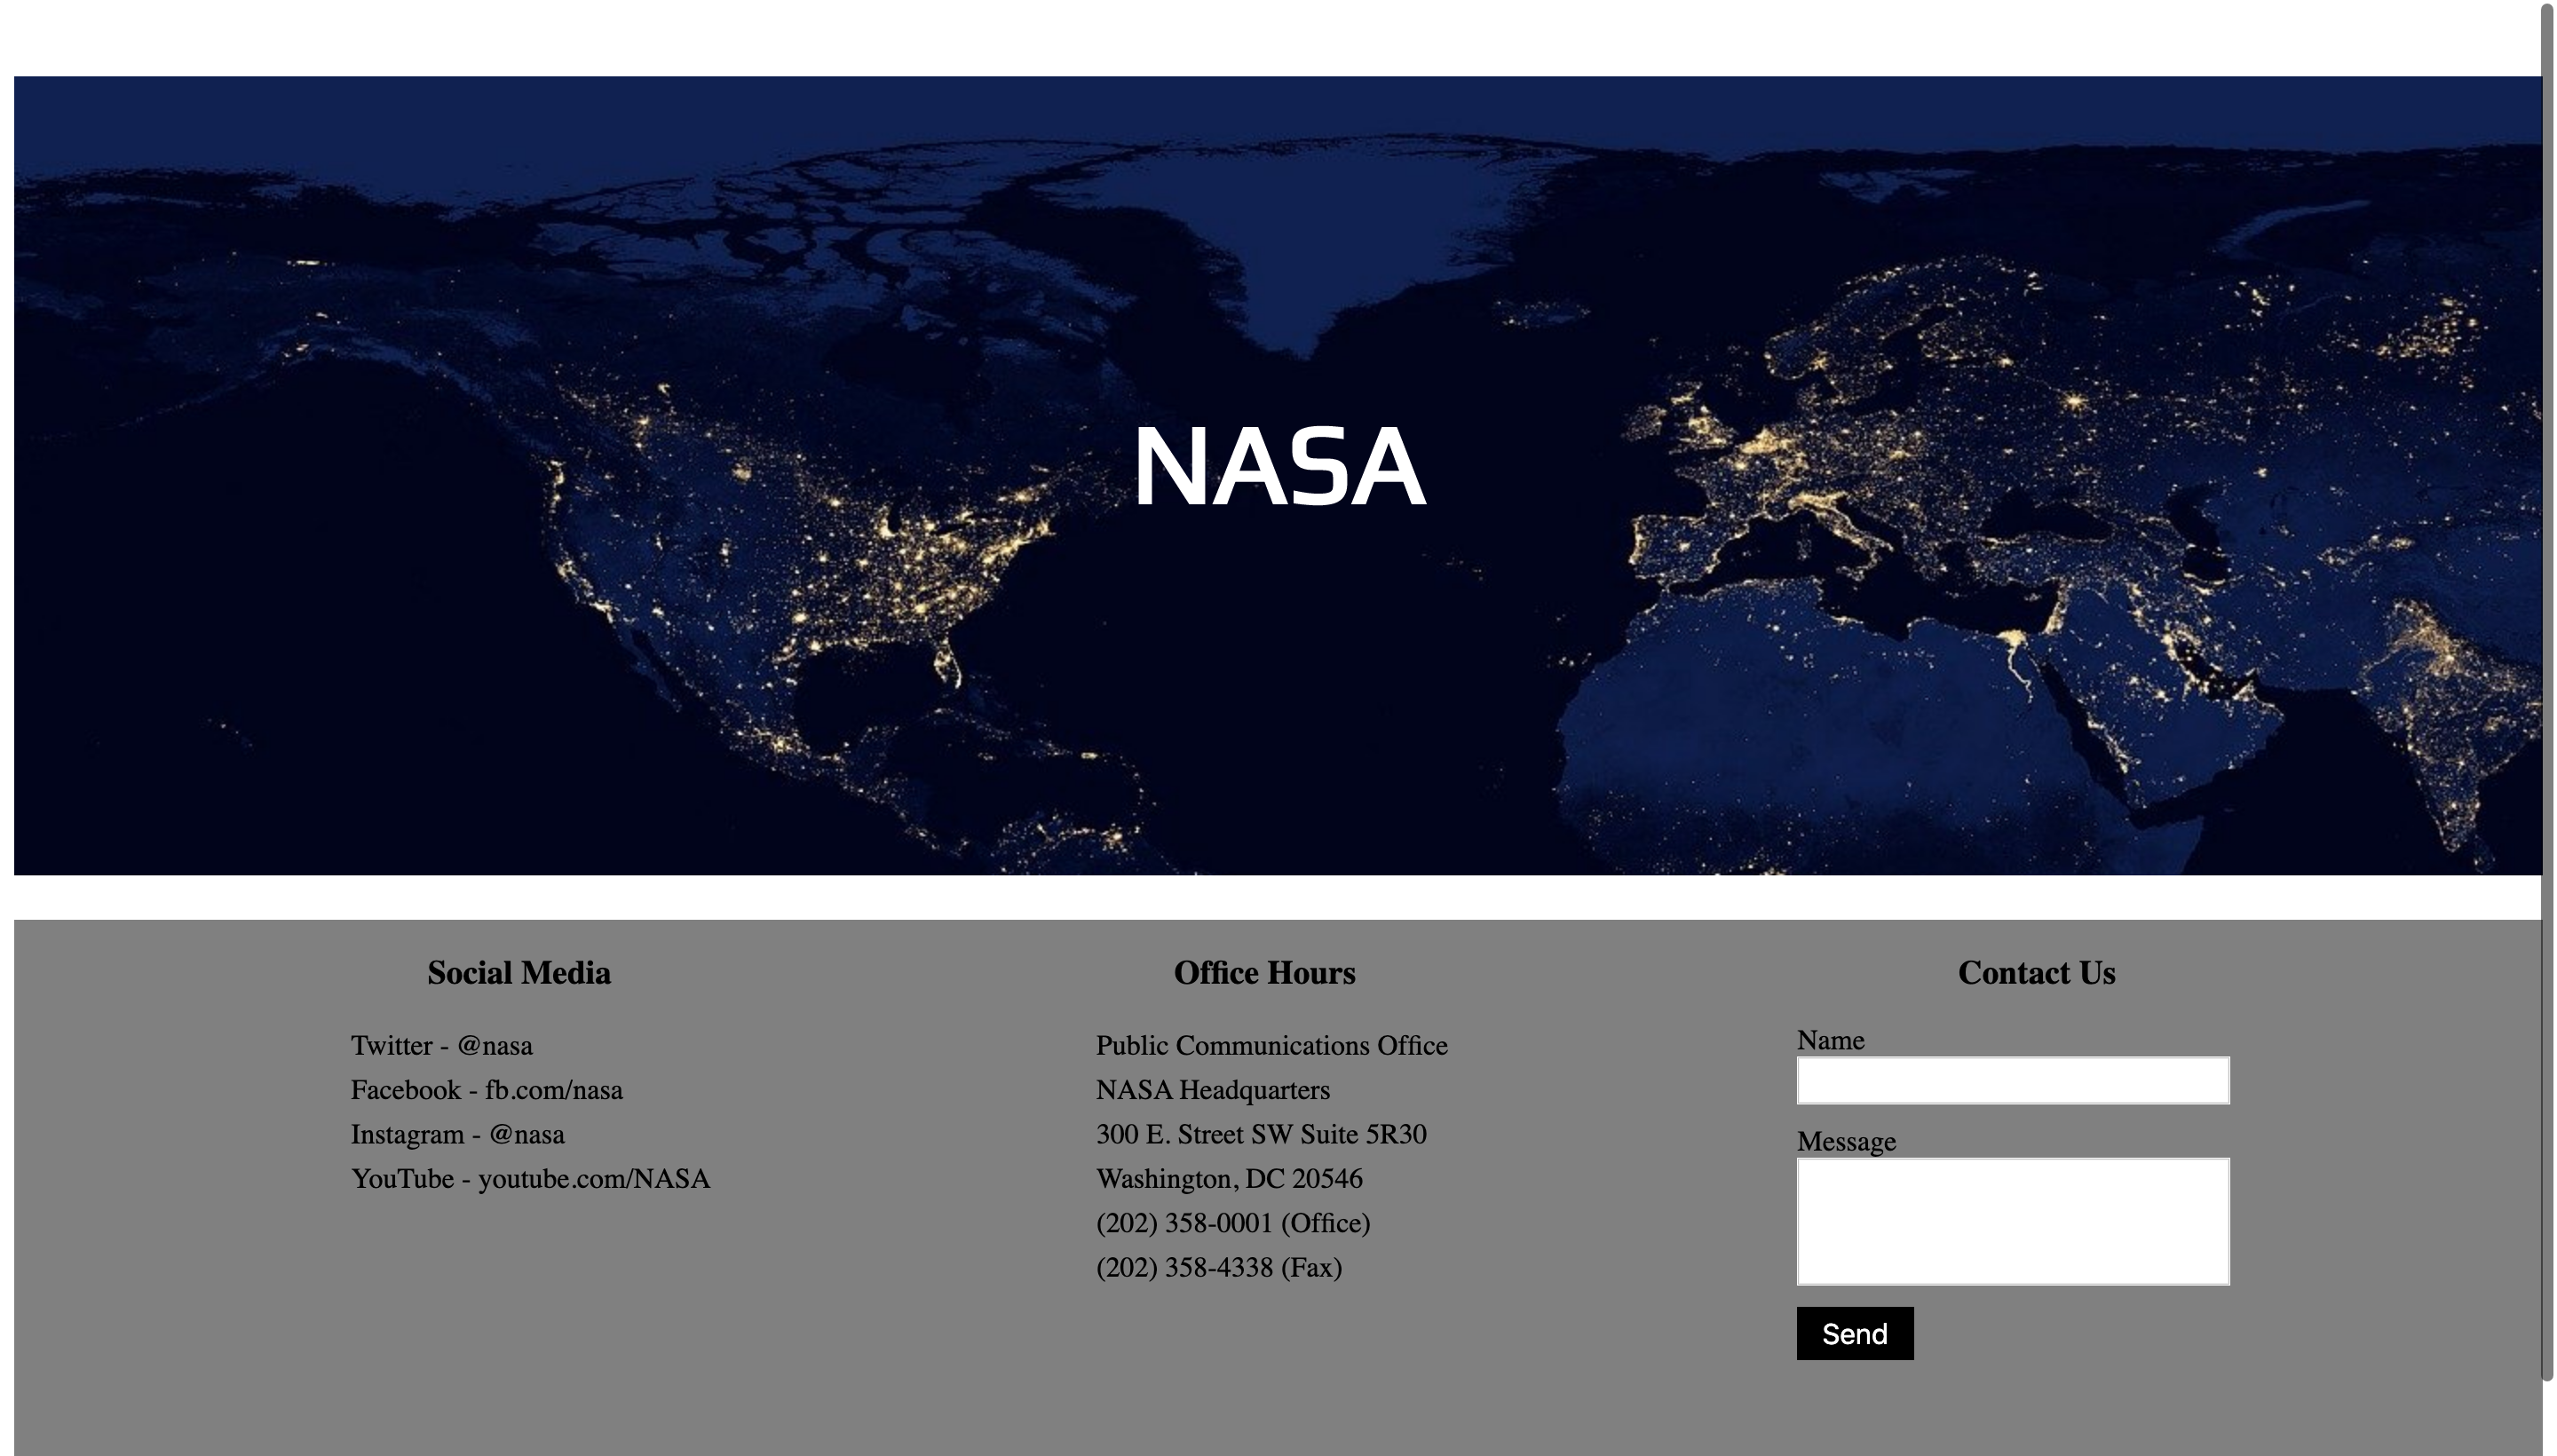 NASA
Social Media
Twitter - @nasa
Facebook - fb.com/nasa
Instagram - @nasa
YouTube - youtube.com/NASA
Office Hours
Public Communications Office
NASA Headquarters
300 E. Street SW Suite 5R30
Washington, DC 20546
(202) 358-0001 (Office)
(202) 358-4338 (Fax)
Contact Us
Name
Message
Send